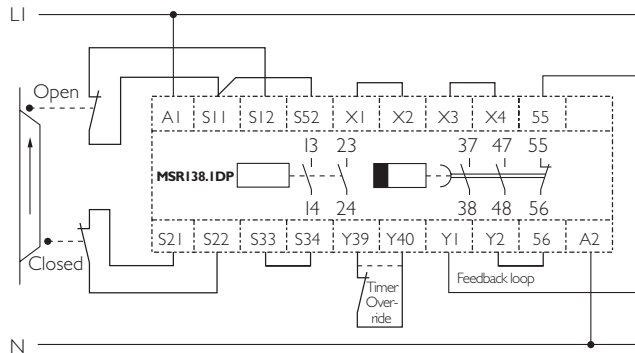 L1
Open
A1 S11 S12 S52 X1 X2 X3 X4 55
13 23 37 47 55
MSR138.1DP
14 24 38 48 56
S21 S22 S33 S34 Y39 Y40 Y1 Y2 56 A2
Closed
Timer
Over-
ride
Feedback loop
N